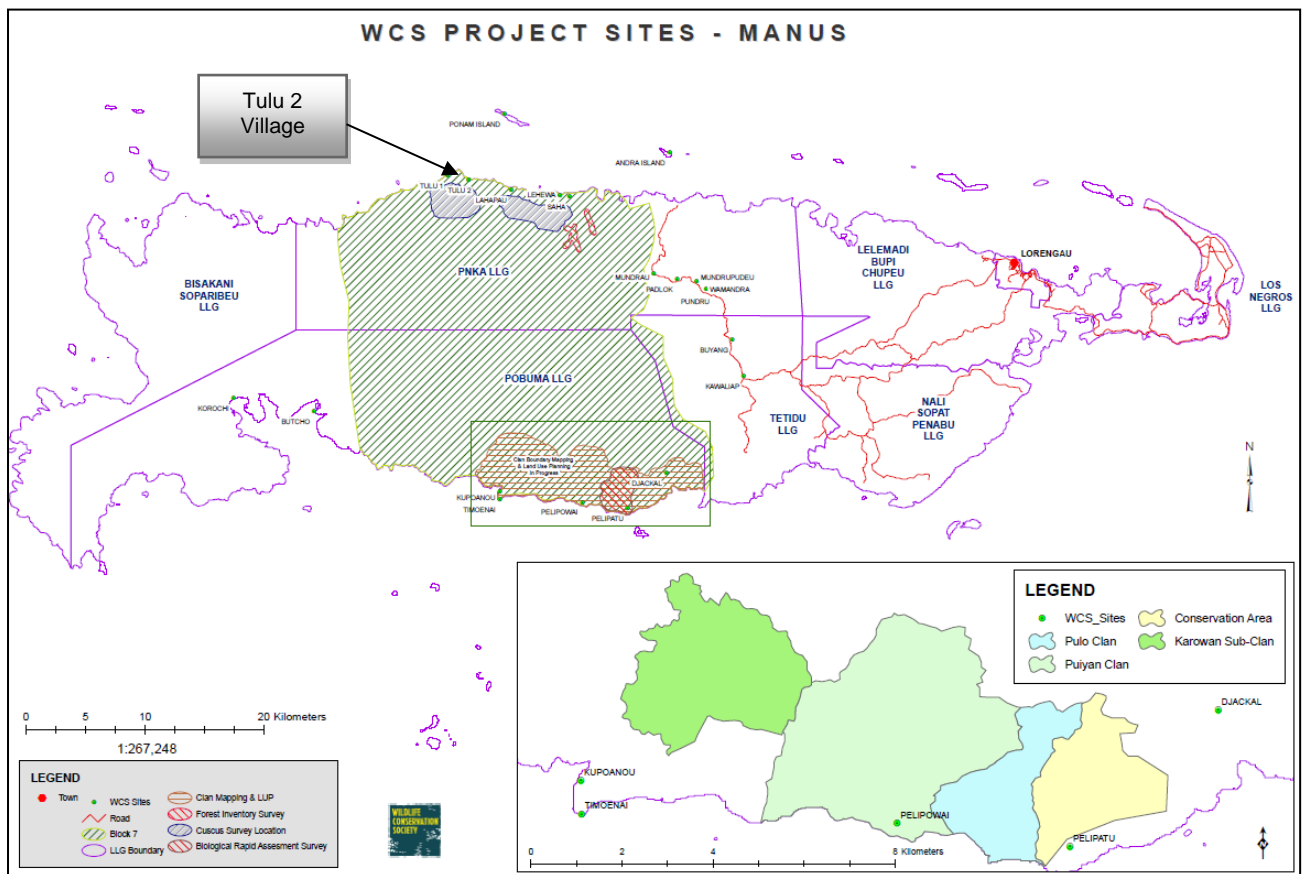 WCS PROJECT SITES - MANUS
Tulu 2
Village
PONAM ISLAND
ANDRA ISLAND
TULU 1
TULU 2
LAHAPAU
LEHEWA
SAHA
LELEMADI
BUPI
CHUPEU
LLG
LORENGAU
LOS
NEGROS
LLG
BISAKANI
SOPARIBEU
LLG
PNKA LLG
MUNDRAU
MUNDRUPUDEU
PADLOK
WAMANDRA
PUNDRU
BUYANG
KAWALIAP
POBUMA LLG
KOROCHI
BUTCHO
TETIDU
LLG
NALI
SOPAT
PENABU
LLG
N
Clan Boundary Mapping
& Land Use Planning
In Progress
DJACKAL
KUPOANOU
TIMOENAI
PELIPOWAI
PELIPATU
0 5 10 20 Kilometers
1:267,248
LEGEND
Town
WCS Sites
Road
Block 7
LLG Boundary
Clan Mapping & LUP
Forest Inventory Survey
Cuscus Survey Location
Biological Rapid Assesment Survey
WILDLIFE
CONSERVATION
SOCIETY
LEGEND
WCS_Sites
Pulo Clan
Puiyan Clan
Conservation Area
Karowan Sub-Clan
DJACKAL
KUPOANOU
TIMOENAI
PELIPOWAI
PELIPATU
0 2 4 8 Kilometers